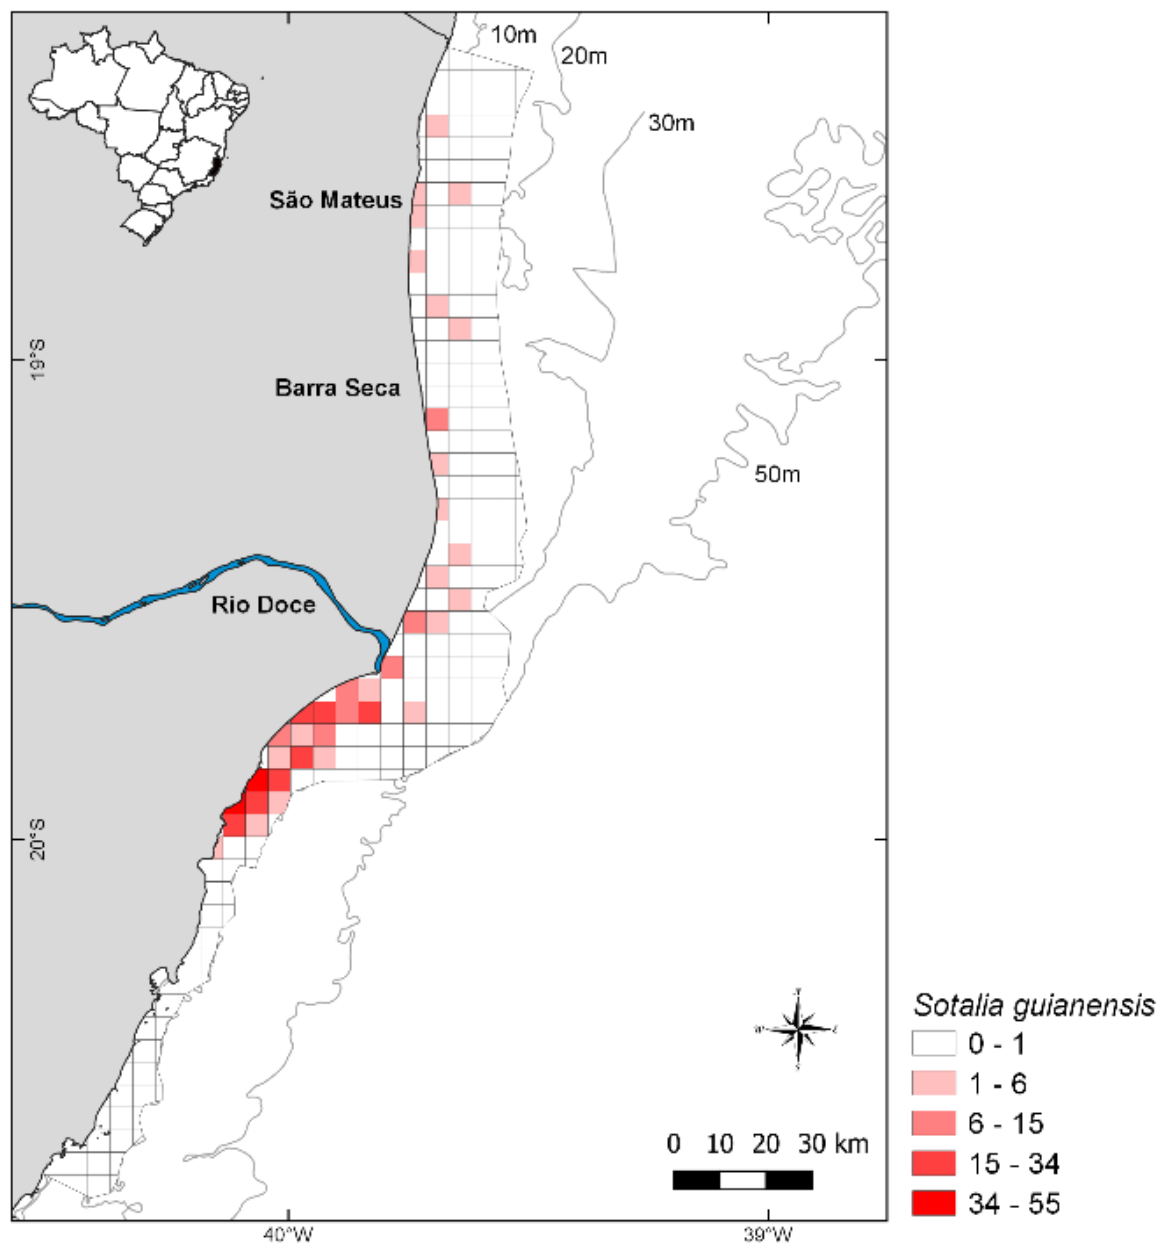 10m
20m
30m
São Mateus
19°S
Barra Seca
50m
Rio Doce
20°S
N
W
E
S
Sotalia guianensis
0 - 1
1 - 6
6 - 15
15 - 34
34 - 55
0 10 20 30 km
40°W
39°W